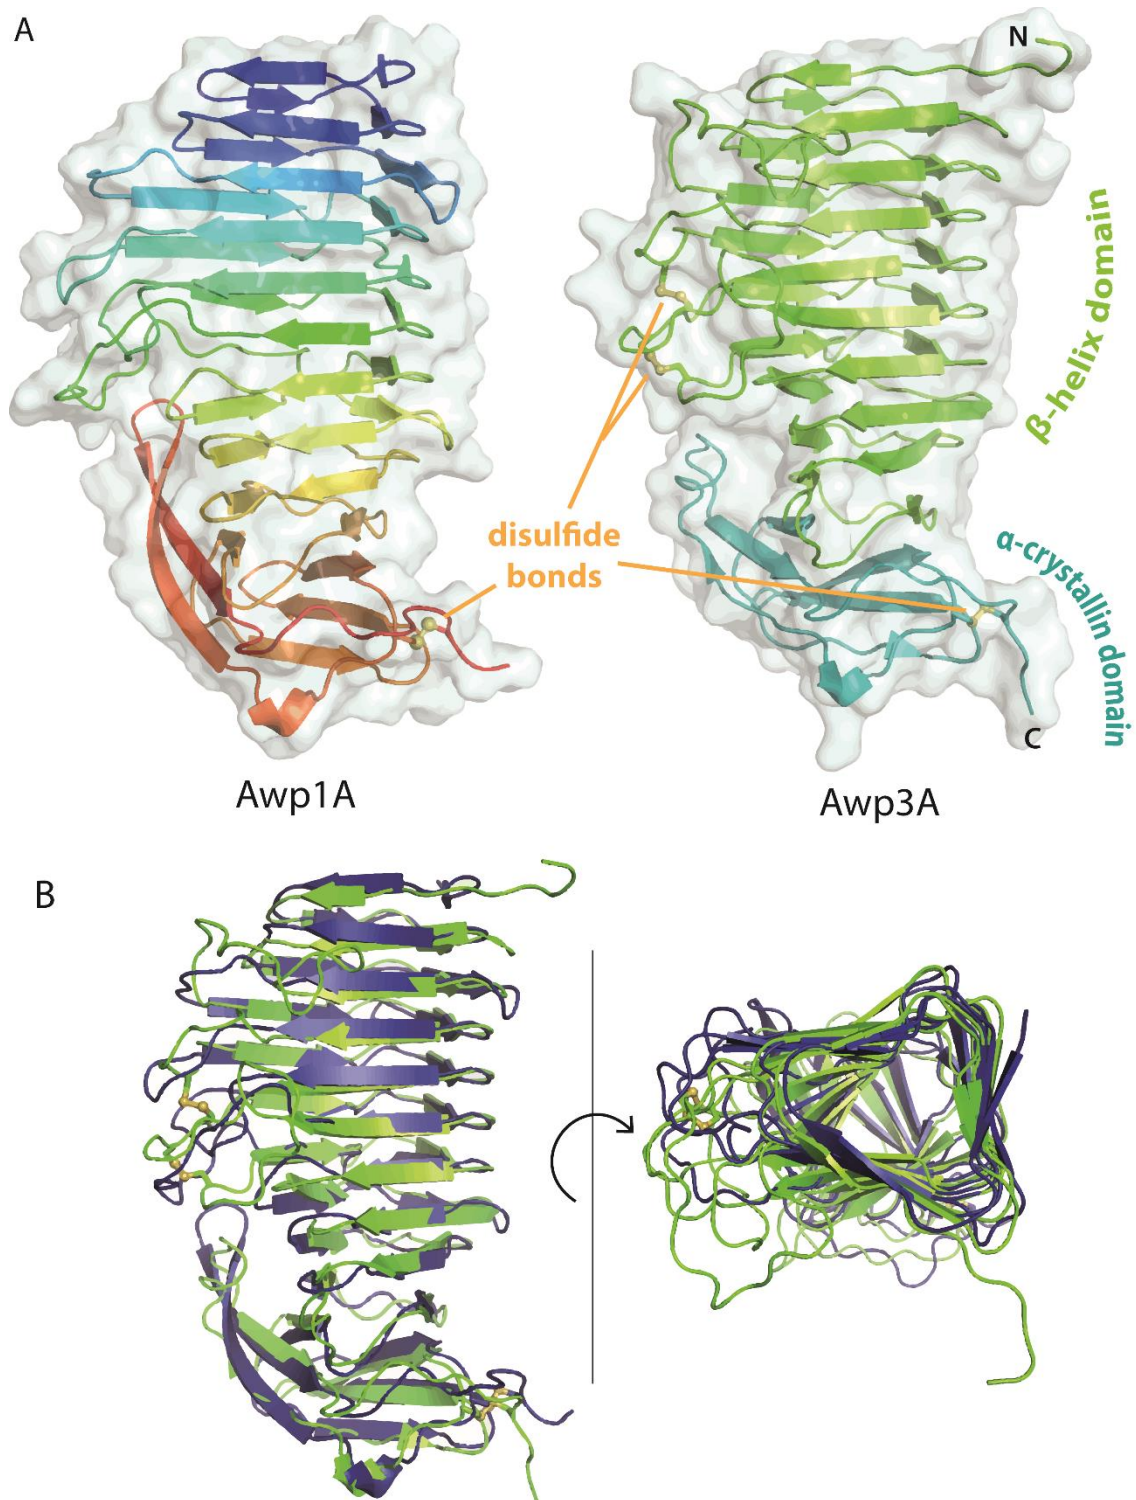 A
N
β-helix domain
disulfide
bonds
α-crystallin domain
C
Awp1A
Awp3A
B